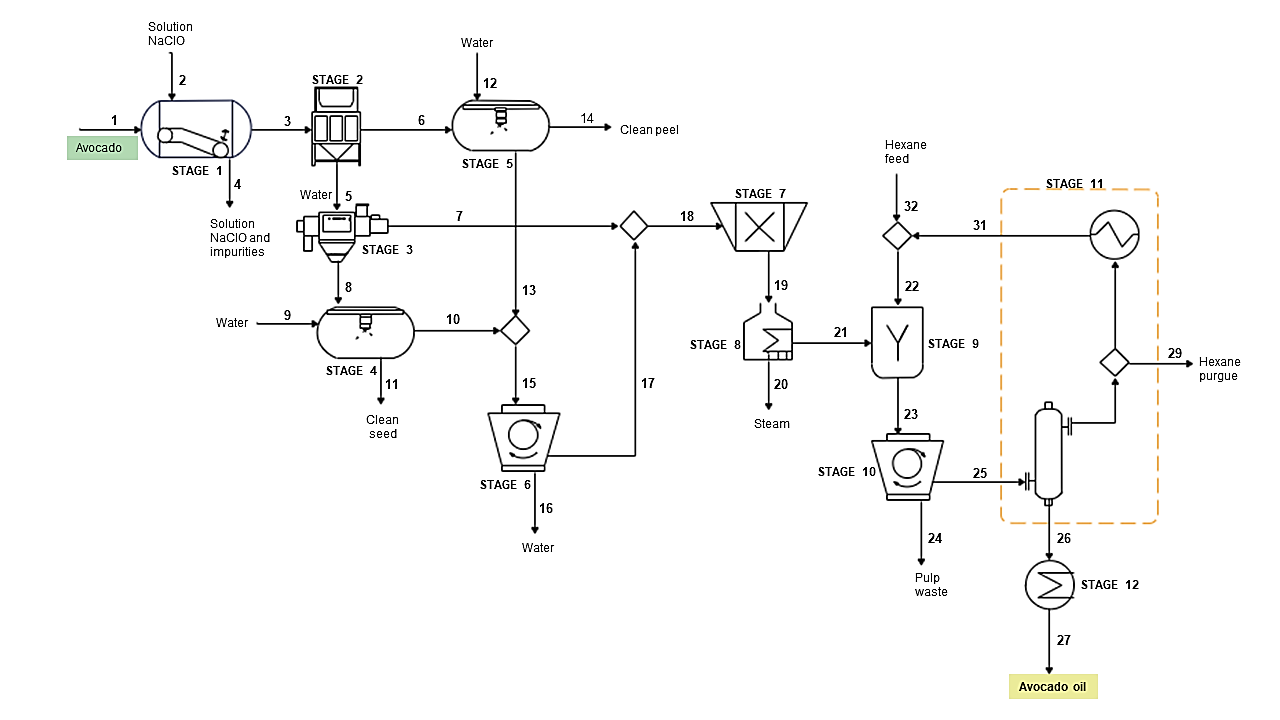 Solution
NaClO
2
1
Avocado
STAGE 1
4
Solution
NaClO and
impurities
3
STAGE 2
6
Water
12
14
Clean peel
STAGE 5
Water
5
STAGE 3
7
8
Water
9
10
STAGE 4
11
Clean
seed
13
15
17
STAGE 6
16
Water
18
STAGE 7
19
STAGE 8
21
20
Steam
Hexane
feed
32
31
22
STAGE 9
23
STAGE 10
25
24
Pulp
waste
STAGE 11
29
Hexane
purgue
26
STAGE 12
27
Avocado oil